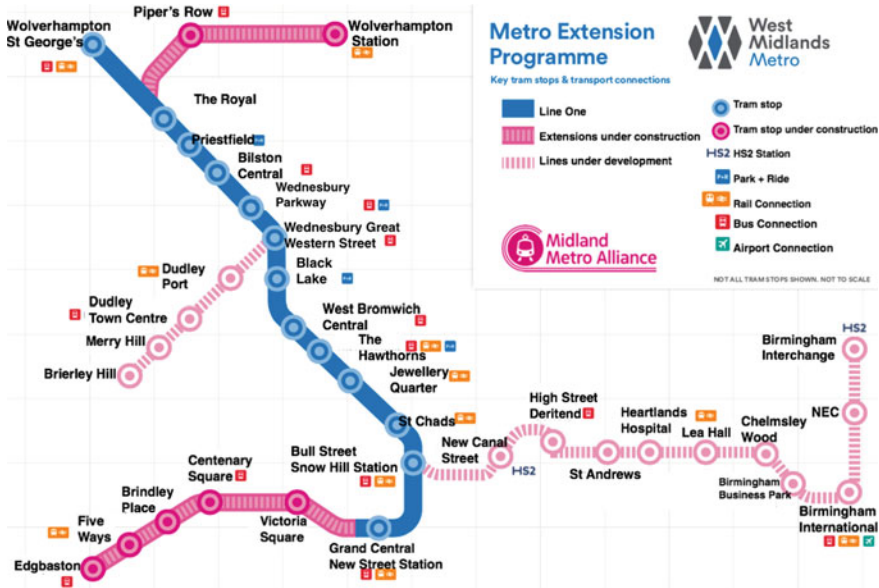 Piper's Row
Wolverhampton
St George's
Wolverhampton
Station
Metro Extension
Programme
Key tram stops & transport connections
West
Midlands
Metro
Line One
Extensions under construction
Lines under development
Tram stop
Tram stop under construction
HS2 HS2 Station
Park + Ride
Rail Connection
Bus Connection
Airport Connection
Midland
Metro Alliance
NOT ALL TRAM STOPS SHOWN. NOT TO SCALE
The Royal
Priestfield
Bilston
Central
Wednesbury
Parkway
Wednesbury Great
Western Street
Dudley
Port
Black
Lake
Dudley
Town Centre
Merry Hill
Brierley Hill
West Bromwich
Central
The
Hawthorns
Jewellery
Quarter
St Chads
Bull Street
Snow Hill Station
New Canal
Street
HS2
High Street
Deritend
St Andrews
Heartlands
Hospital
Lea Hall
Chelmsley
Wood
Birmingham
Business Park
HS2
Birmingham
Interchange
NEC
Birmingham
International
Centenary
Square
Brindley
Place
Five
Ways
Edgbaston
Victoria
Square
Grand Central
New Street Station